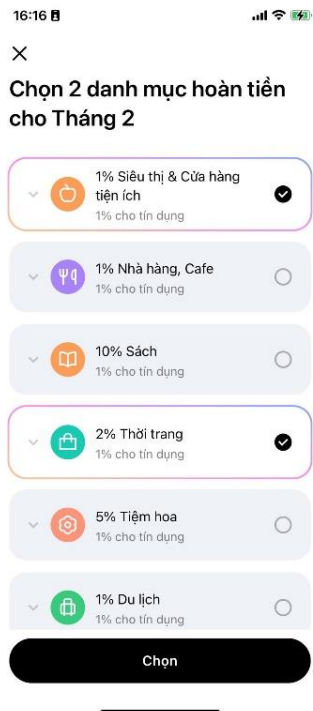 16:16
Chọn 2 danh mục hoàn tiền
cho Tháng 2
1% Siêu thị & Cửa hàng
tiện ích
1% cho tín dụng
1% Nhà hàng, Cafe
1% cho tín dụng
10% Sách
1% cho tín dụng
2% Thời trang
1% cho tín dụng
5% Tiệm hoa
1% cho tín dụng
1% Du lịch
1% cho tín dụng
Chọn